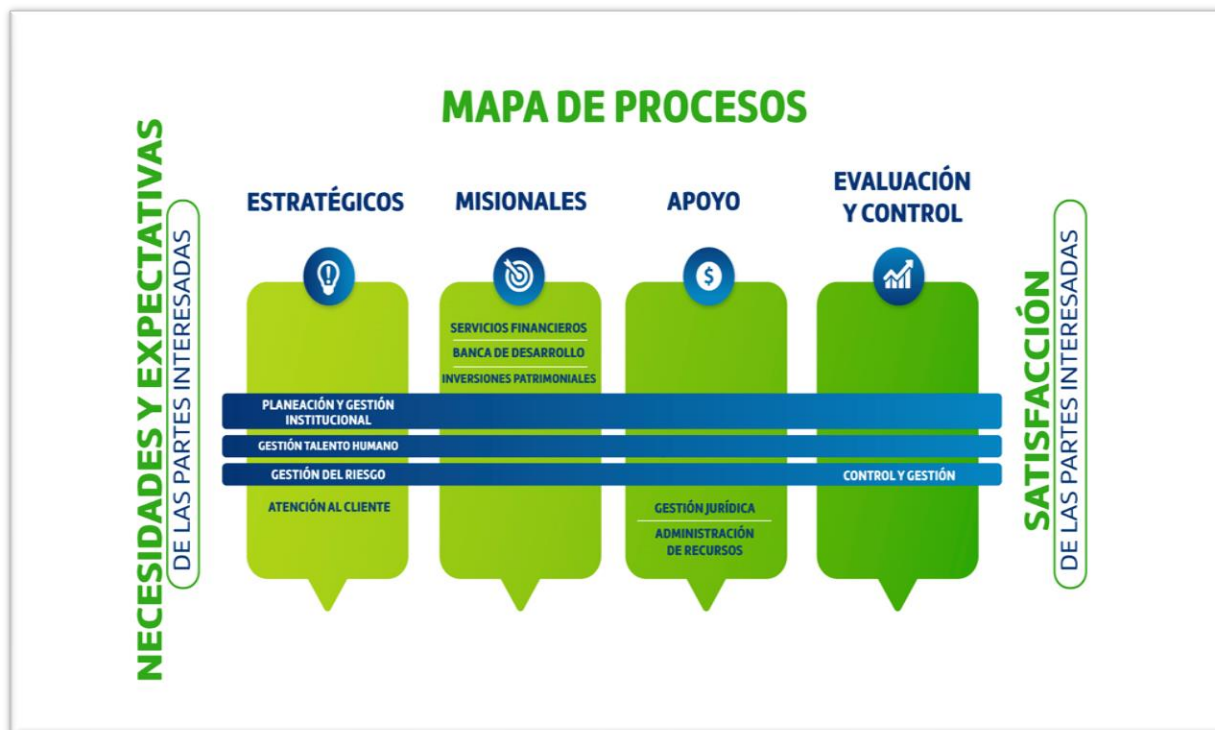 MAPA DE PROCESOS
NECESIDADES Y EXPECTATIVAS
DE LAS PARTES INTERESADAS
ESTRATÉGICOS
MISIONALES
APOYO
EVALUACIÓN
Y CONTROL
SERVICIOS FINANCIEROS
BANCA DE DESARROLLO
INVERSIONES PATRIMONIALES
PLANEACIÓN Y GESTIÓN
INSTITUCIONAL
GESTIÓN TALENTO HUMANO
GESTIÓN DEL RIESGO
CONTROL Y GESTIÓN
ATENCIÓN AL CLIENTE
GESTIÓN JURÍDICA
ADMINISTRACIÓN
DE RECURSOS
SATISFACCIÓN
DE LAS PARTES INTERESADAS